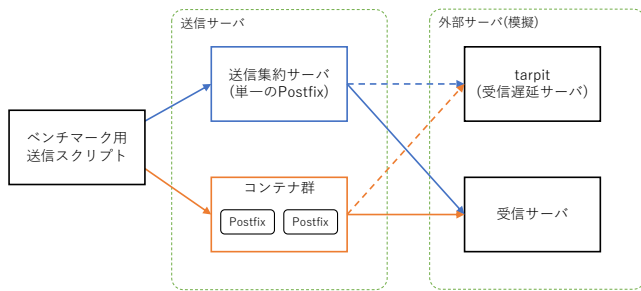 送信サーバ
外部サーバ(模擬)
送信集約サーバ
(単一のPostfix)
tarpit
(受信遅延サーバ)
ベンチマーク用
送信スクリプト
コンテナ群
Postfix
Postfix
受信サーバ